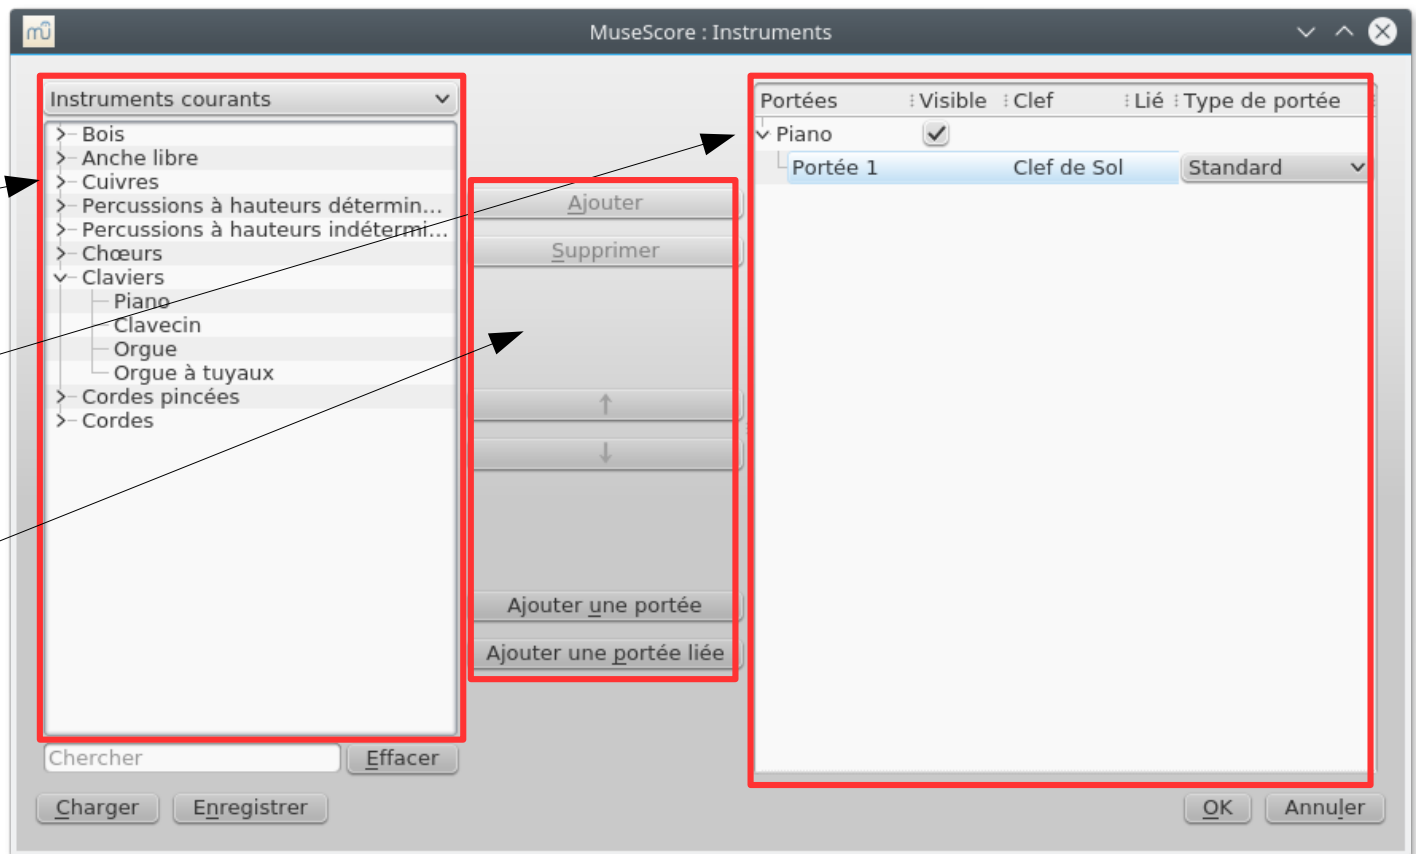 MuseScore : Instruments
Instruments courants
Bois
Anche libre
Cuivres
Percussions à hauteurs détermin...
Percussions à hauteurs indétermi...
Chœurs
Claviers
Piano
Clavecin
Orgue
Orgue à tuyaux
Cordes pincées
Cordes
Chercher
Effacer
Charger
Enregistrer
Ajouter
Supprimer
↑
↓
Ajouter une portée
Ajouter une portée liée
Portées Visible Clef Lié Type de portée
Piano
Portée 1 Clef de Sol Standard
OK
Annuler